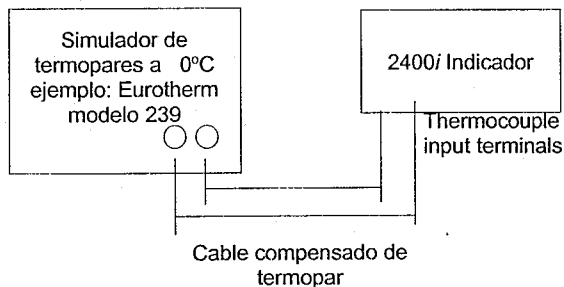 Simulador de
termopares a 0ºC
ejemplo: Eurotherm
modelo 239
2400i Indicador
Thermocouple
input terminals
Cable compensado de
termopar